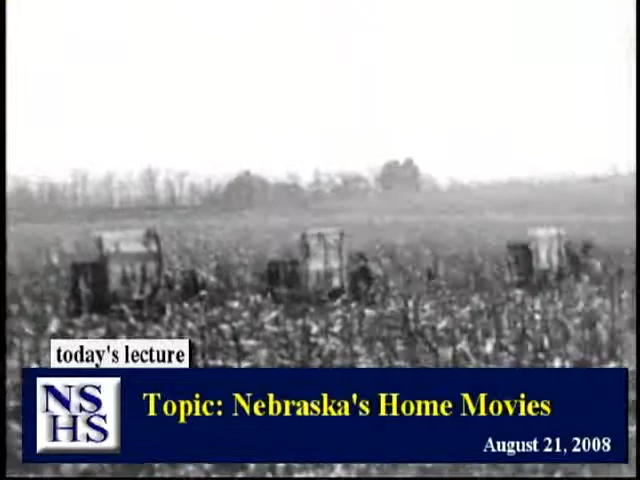 today's lecture
NS
HS
Topic: Nebraska's Home Movies
August 21, 2008